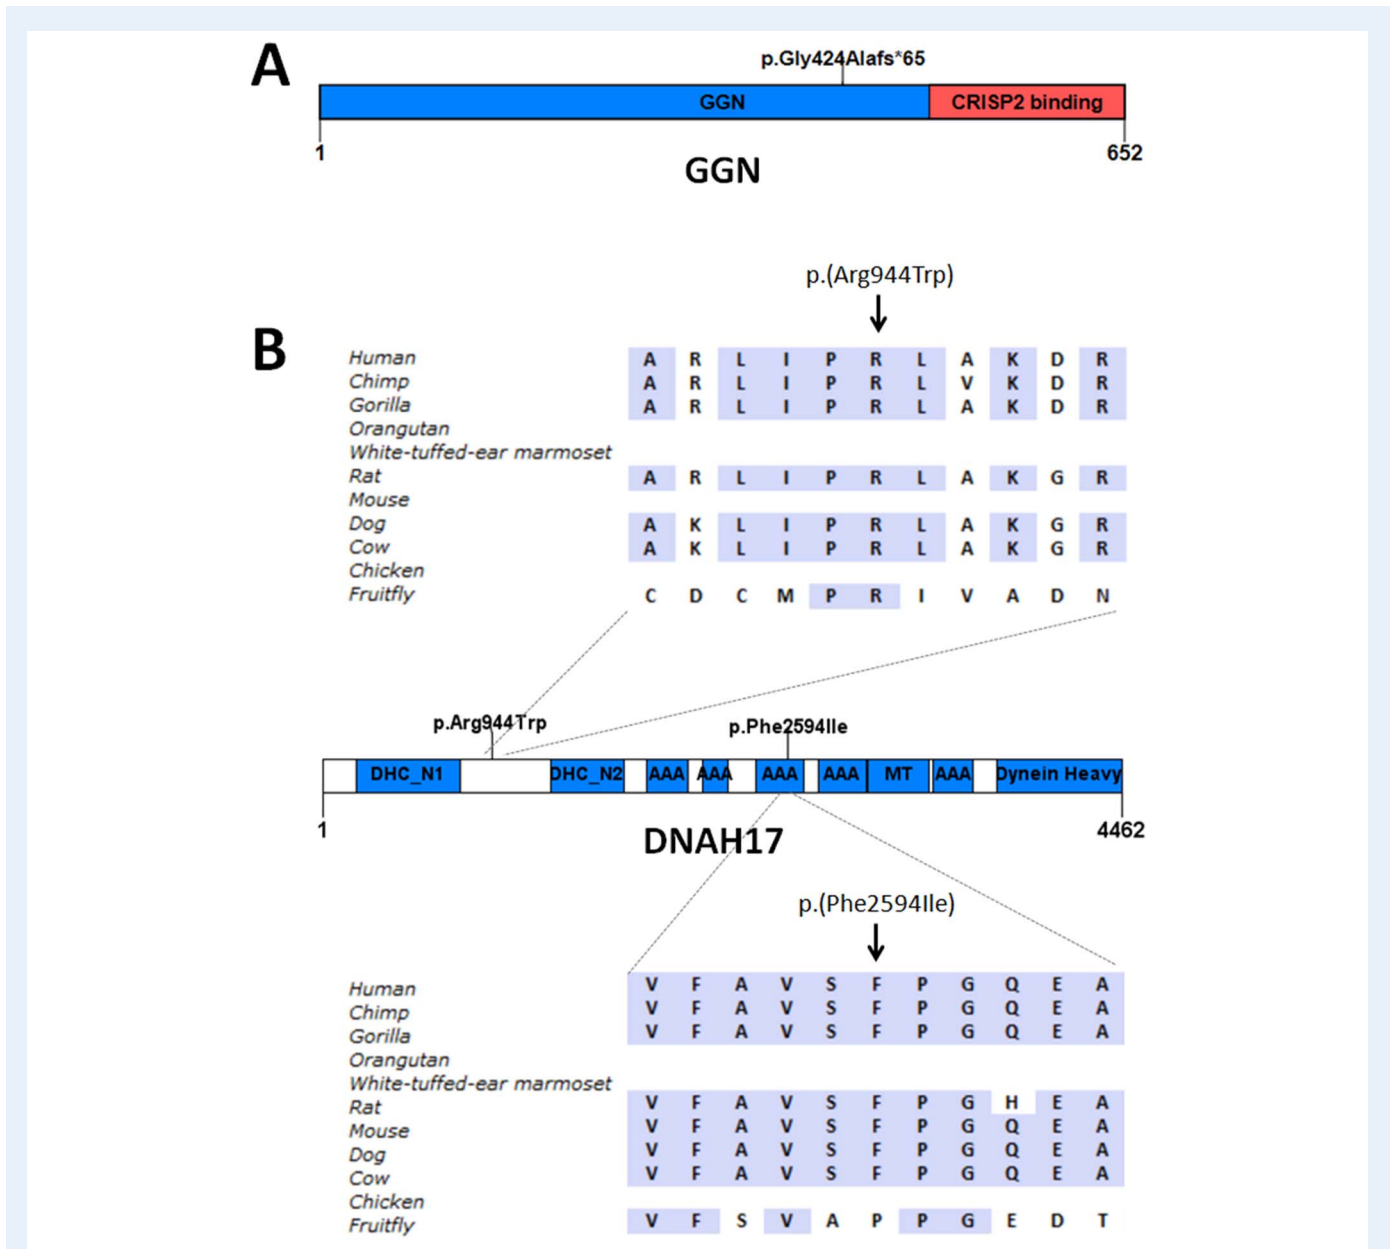 A
p.Gly424Alafs*65
GGN CRISP2 binding
1 652
GGN
p.(Arg944Trp)
B
Human A R L I P R L A K D R
Chimp A R L I P R L V K D R
Gorilla A R L I P R L A K D R
Orangutan
White-tuffed-ear marmoset
Rat A R L I P R L A K G R
Mouse
Dog A K L I P R L A K G R
Cow A K L I P R L A K G R
Chicken
Fruitfly C D C M P R I V A D N
p.Arg944Trp p.Phe2594Ile
DHC_N1 DHC_N2 AAA AAA AAA AAA MT AAA Dynein Heavy
1 4462
DNAH17
p.(Phe2594Ile)
Human V F A V S F P G Q E A
Chimp V F A V S F P G Q E A
Gorilla V F A V S F P G Q E A
Orangutan
White-tuffed-ear marmoset
Rat V F A V S F P G H E A
Mouse V F A V S F P G Q E A
Dog V F A V S F P G Q E A
Cow V F A V S F P G Q E A
Chicken
Fruitfly V F S V A P P G E D T